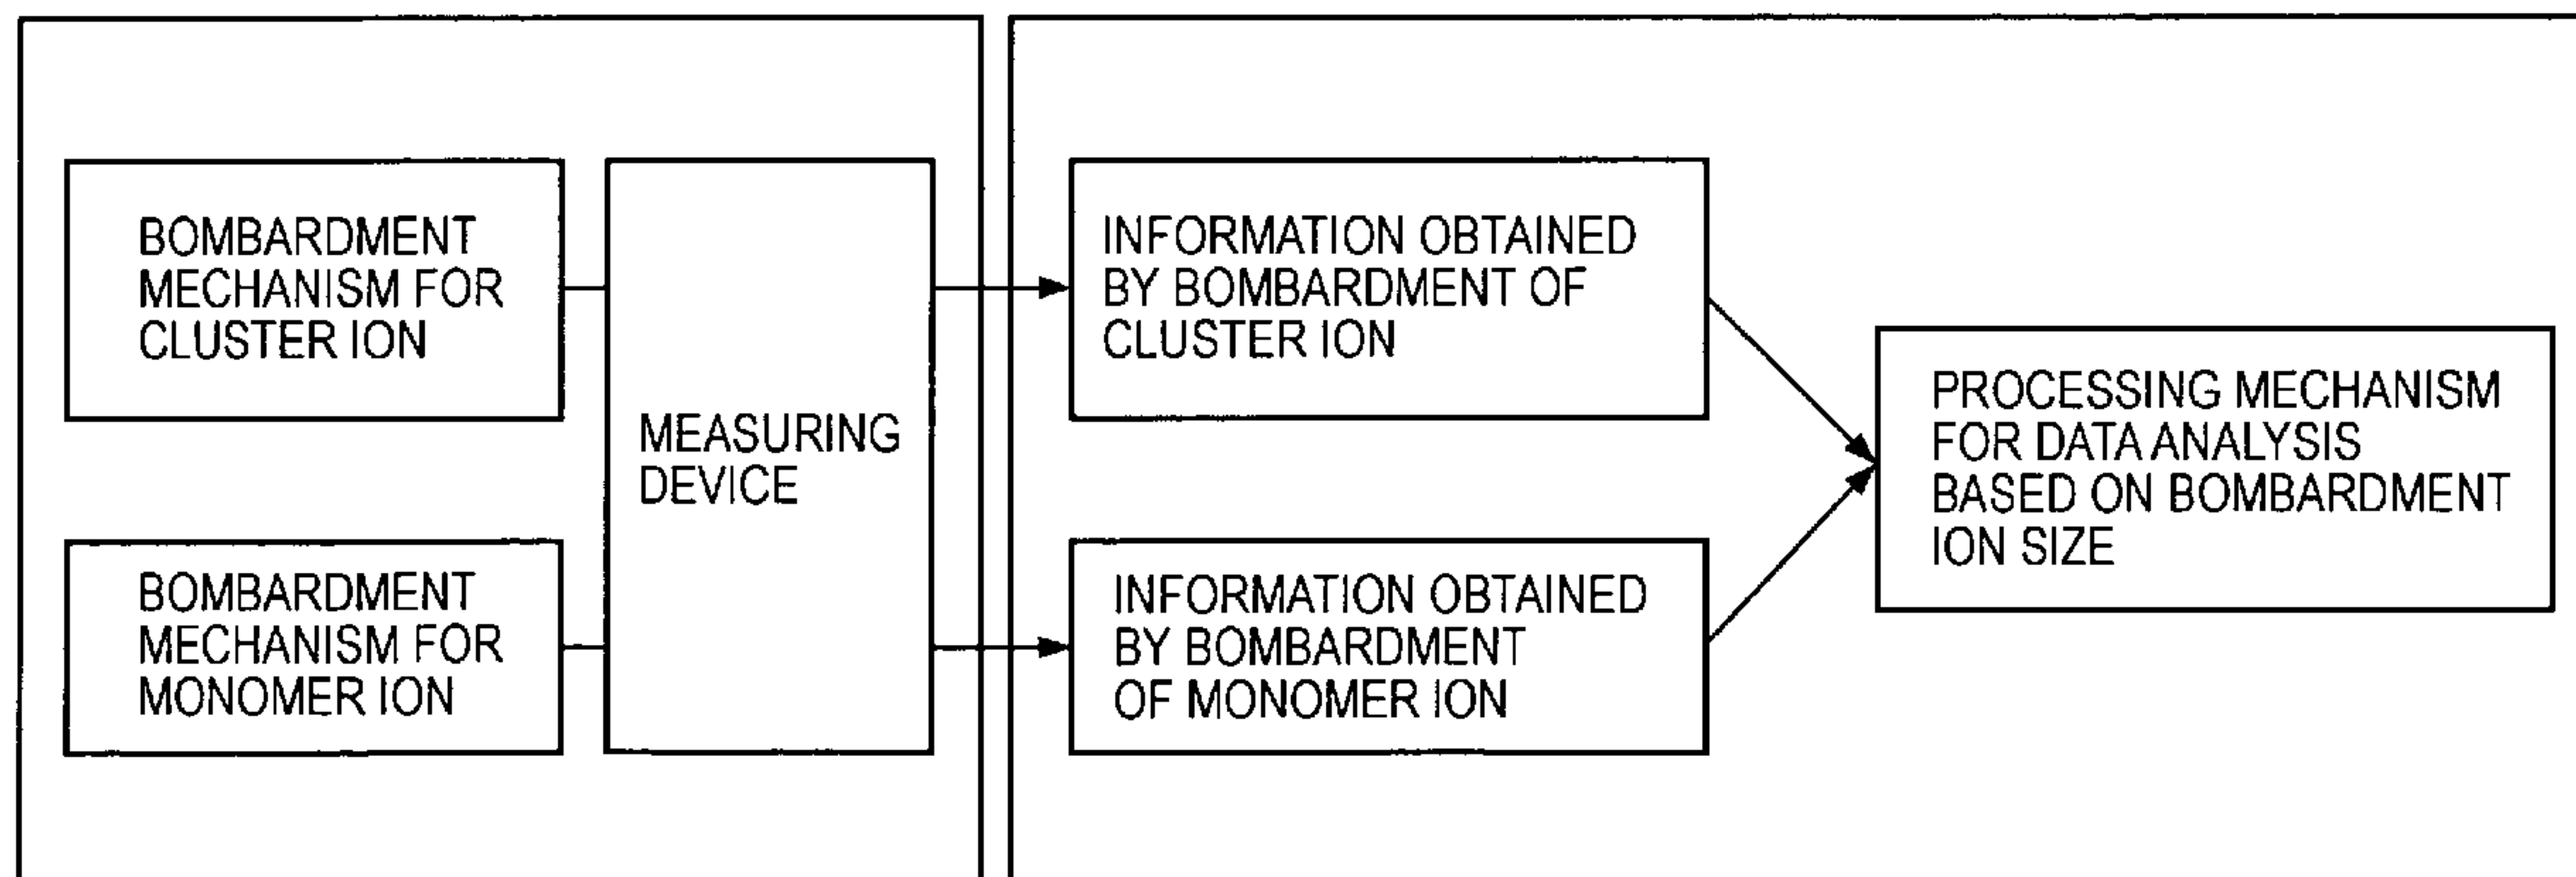 BOMBARDMENT
MECHANISM FOR
CLUSTER ION
BOMBARDMENT
MECHANISM FOR
MONOMER ION
MEASURING
DEVICE
INFORMATION OBTAINED
BY BOMBARDMENT OF
CLUSTER ION
INFORMATION OBTAINED
BY BOMBARDMENT
OF MONOMER ION
PROCESSING MECHANISM
FOR DATA ANALYSIS
BASED ON BOMBARDMENT
ION SIZE